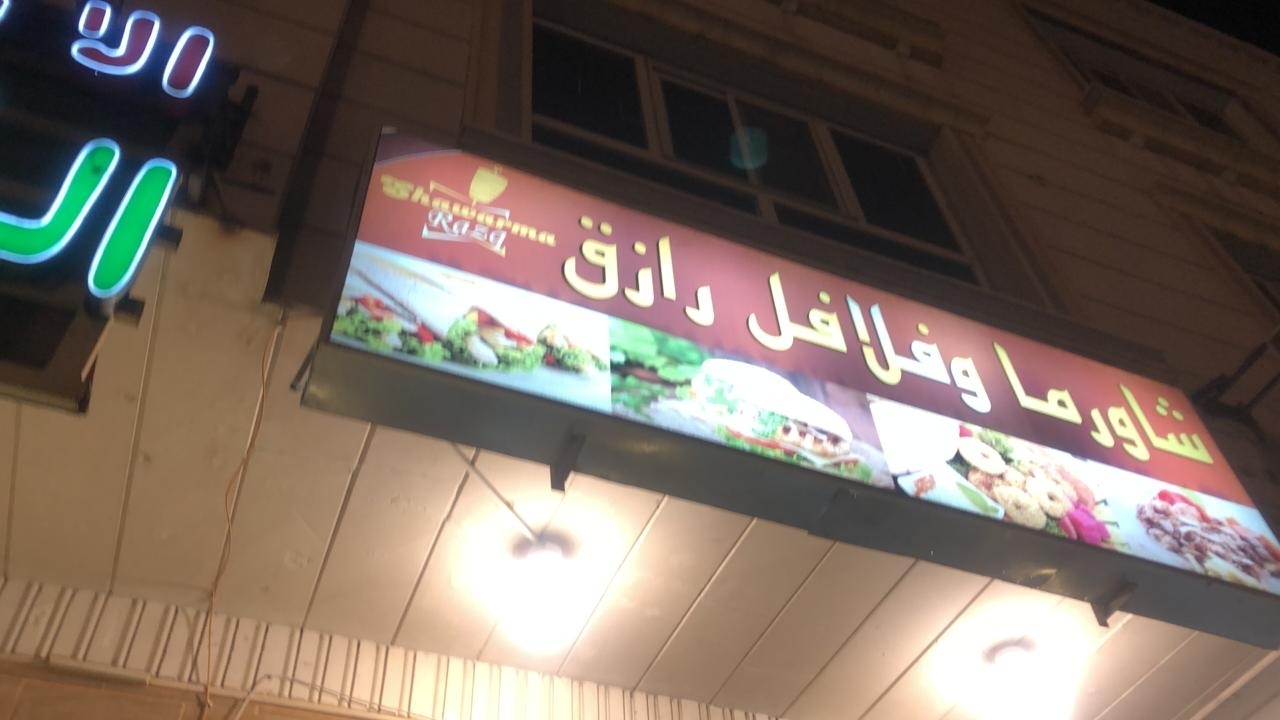 شاورما وفلافل رازق
Shawarma
Razq